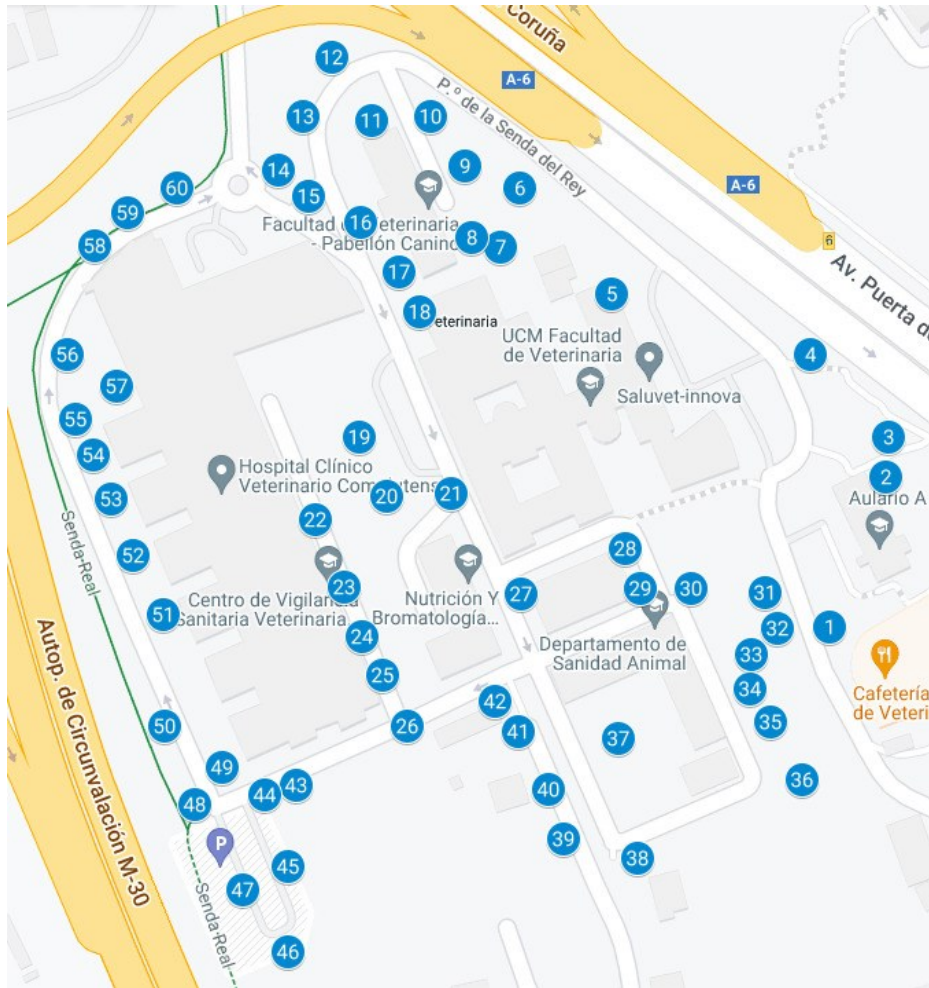 Coruña
A-6
P.º de la Senda del Rey
A-6
6
Av. Puerta de
12
13
11
10
9
6
14
15
60
59
58
16
8
7
Facultad de Veterinaria
- Pabellón Canino
17
18
eterinaria
5
UCM Facultad
de Veterinaria
Saluvet-innova
4
3
2
Aulario A
56
57
55
54
53
52
51
50
19
Hospital Clínico
Veterinario Complutens
20
21
22
23
Centro de Vigilancia
Sanitaria Veterinaria
24
25
26
Nutrición Y
Bromatología...
27
28
29
30
Departamento de
Sanidad Animal
31
32
1
33
34
35
36
Cafetería
de Veteri
42
41
37
40
39
38
49
48
44
43
P
45
47
46
Senda Real
Senda Real
Autop. de Circunvalación M-30